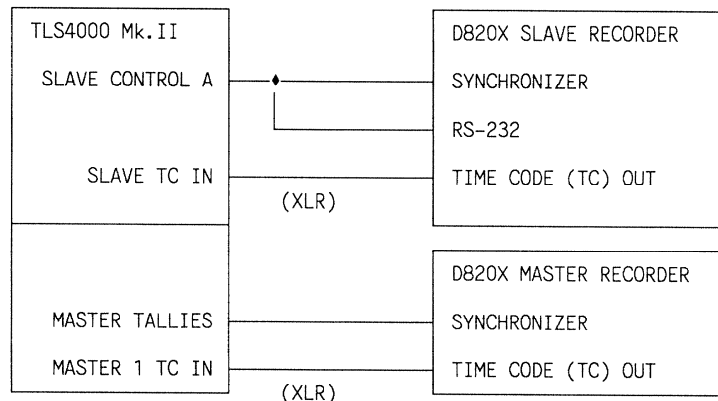 TLS4000 Mk.II
SLAVE CONTROL A
SLAVE TC IN
(XLR)
MASTER TALLIES
MASTER 1 TC IN
(XLR)
D820X SLAVE RECORDER
SYNCHRONIZER
RS-232
TIME CODE (TC) OUT
D820X MASTER RECORDER
SYNCHRONIZER
TIME CODE (TC) OUT